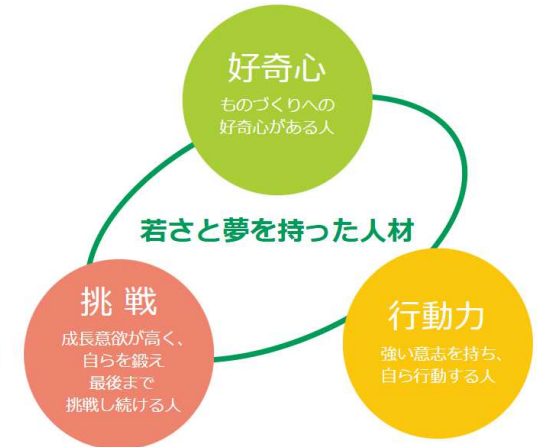 好奇心
ものづくりへの
好奇心がある人
若さと夢を持った人材
挑 戦
成長意欲が高く、
自らを鍛え
最後まで
挑戦し続ける人
行動力
強い意志を持ち、
自ら行動する人